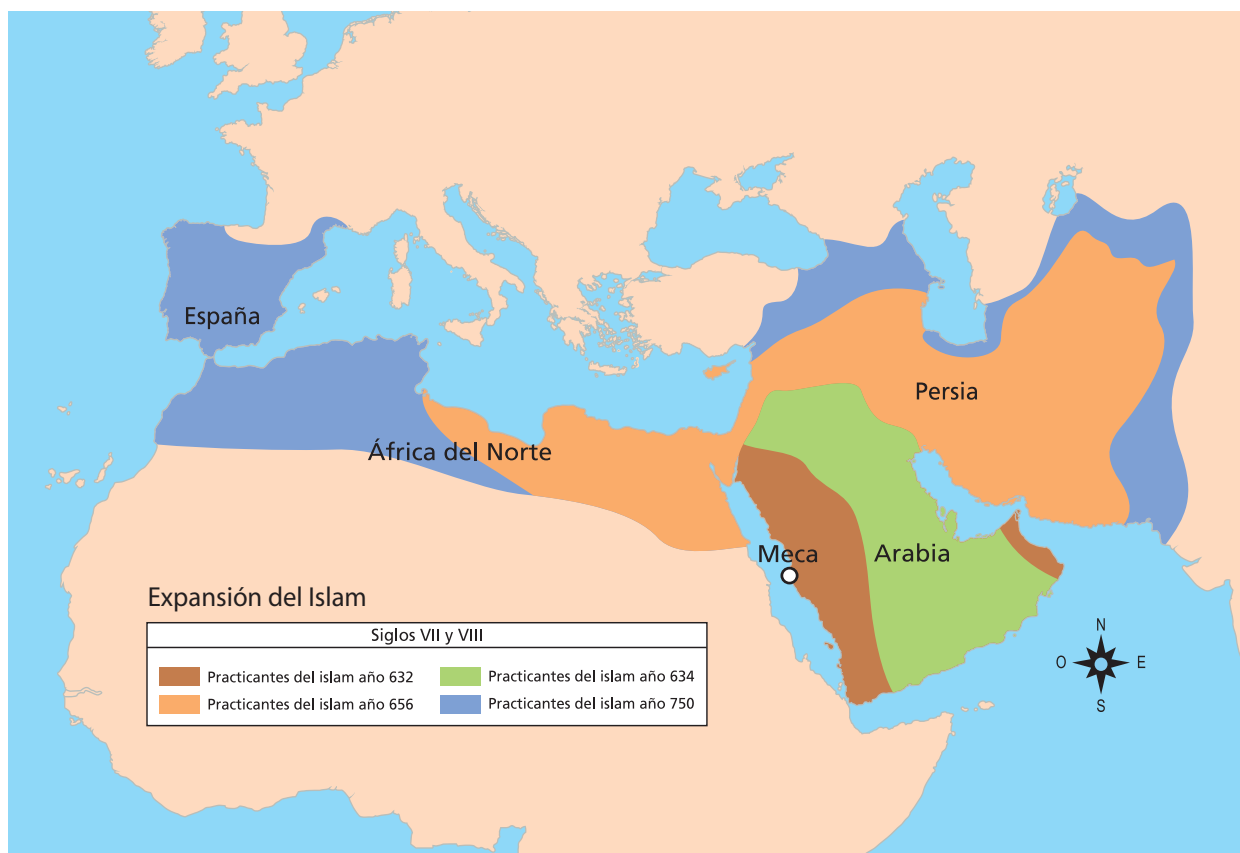 España
Persia
África del Norte
Meca
Arabia
Expansión del Islam
Siglos VII y VIII
Practicantes del islam año 632
Practicantes del islam año 634
Practicantes del islam año 656
Practicantes del islam año 750
N
O
E
S